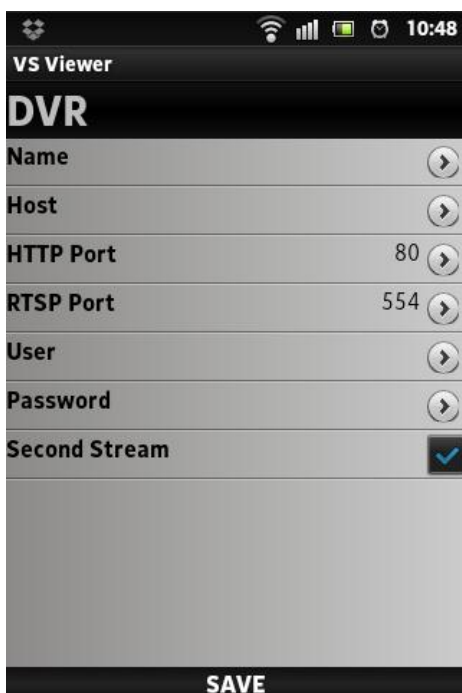 10:48
VS Viewer
DVR
Name
Host
HTTP Port 80
RTSP Port 554
User
Password
Second Stream
SAVE